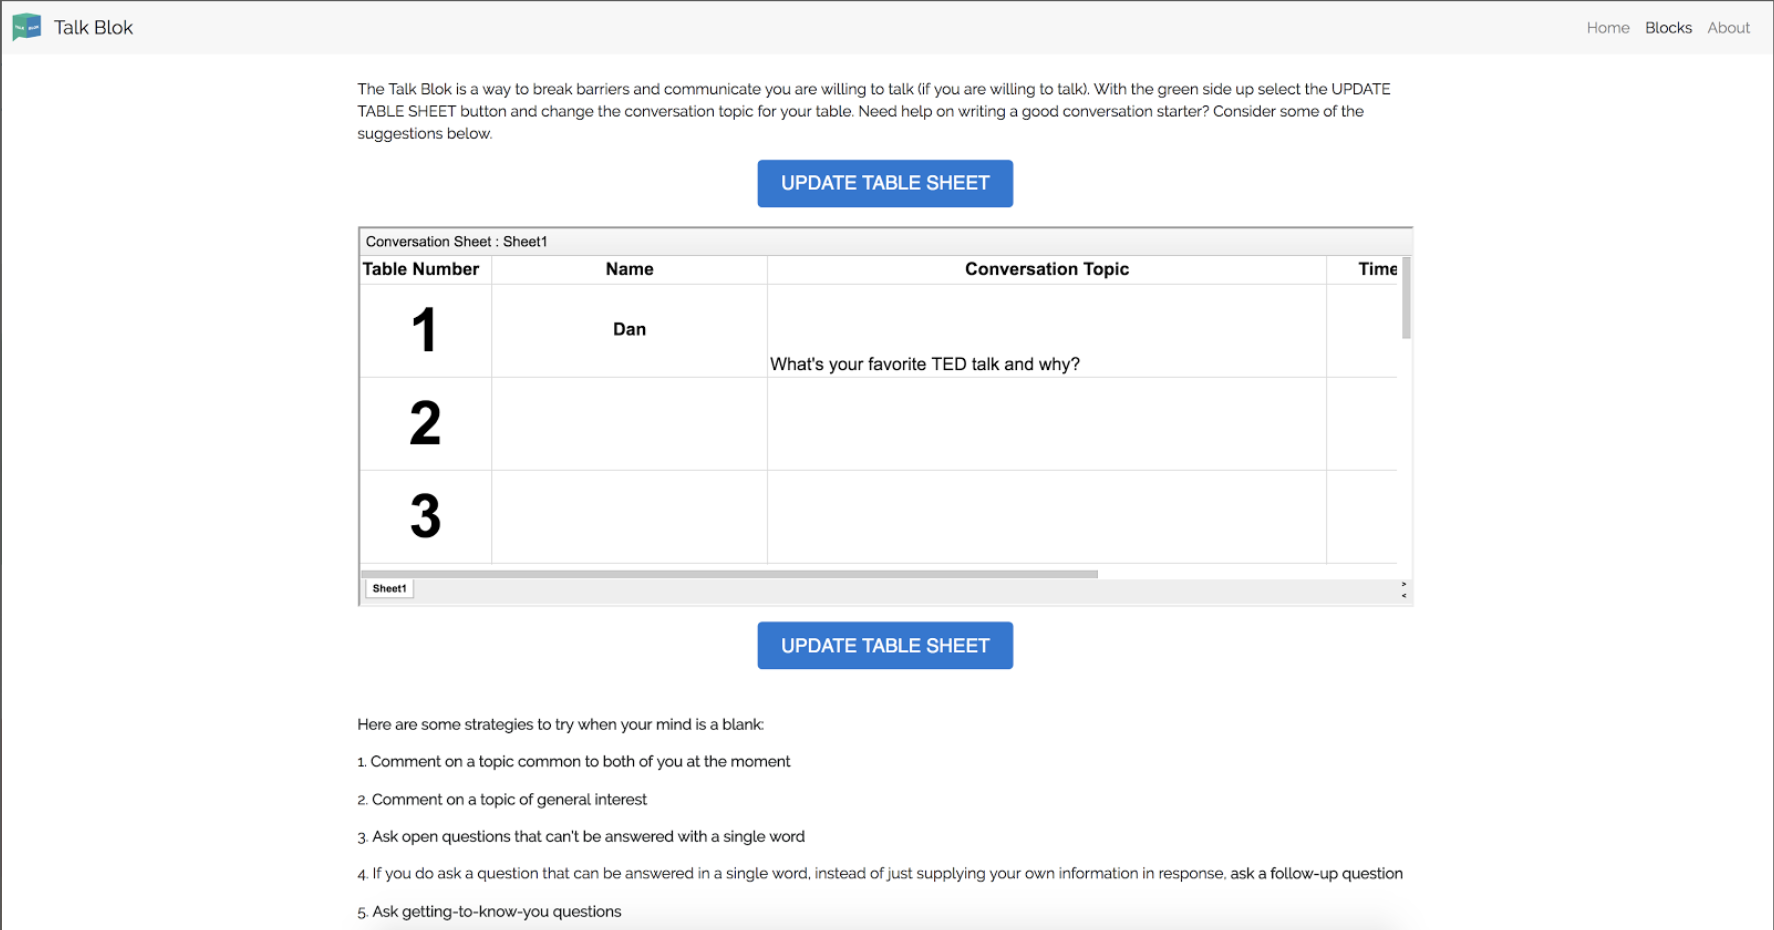 Talk Blok
Home Blocks About
The Talk Blok is a way to break barriers and communicate you are willing to talk (if you are willing to talk). With the green side up select the UPDATE
TABLE SHEET button and change the conversation topic for your table. Need help on writing a good conversation starter? Consider some of the
suggestions below.
UPDATE TABLE SHEET
Conversation Sheet : Sheet1
Table Number Name Conversation Topic Time
1 Dan What's your favorite TED talk and why?
2
3
Sheet1
UPDATE TABLE SHEET
Here are some strategies to try when your mind is a blank:
1. Comment on a topic common to both of you at the moment
2. Comment on a topic of general interest
3. Ask open questions that can't be answered with a single word
4. If you do ask a question that can be answered in a single word, instead of just supplying your own information in response, ask a follow-up question
5. Ask getting-to-know-you questions